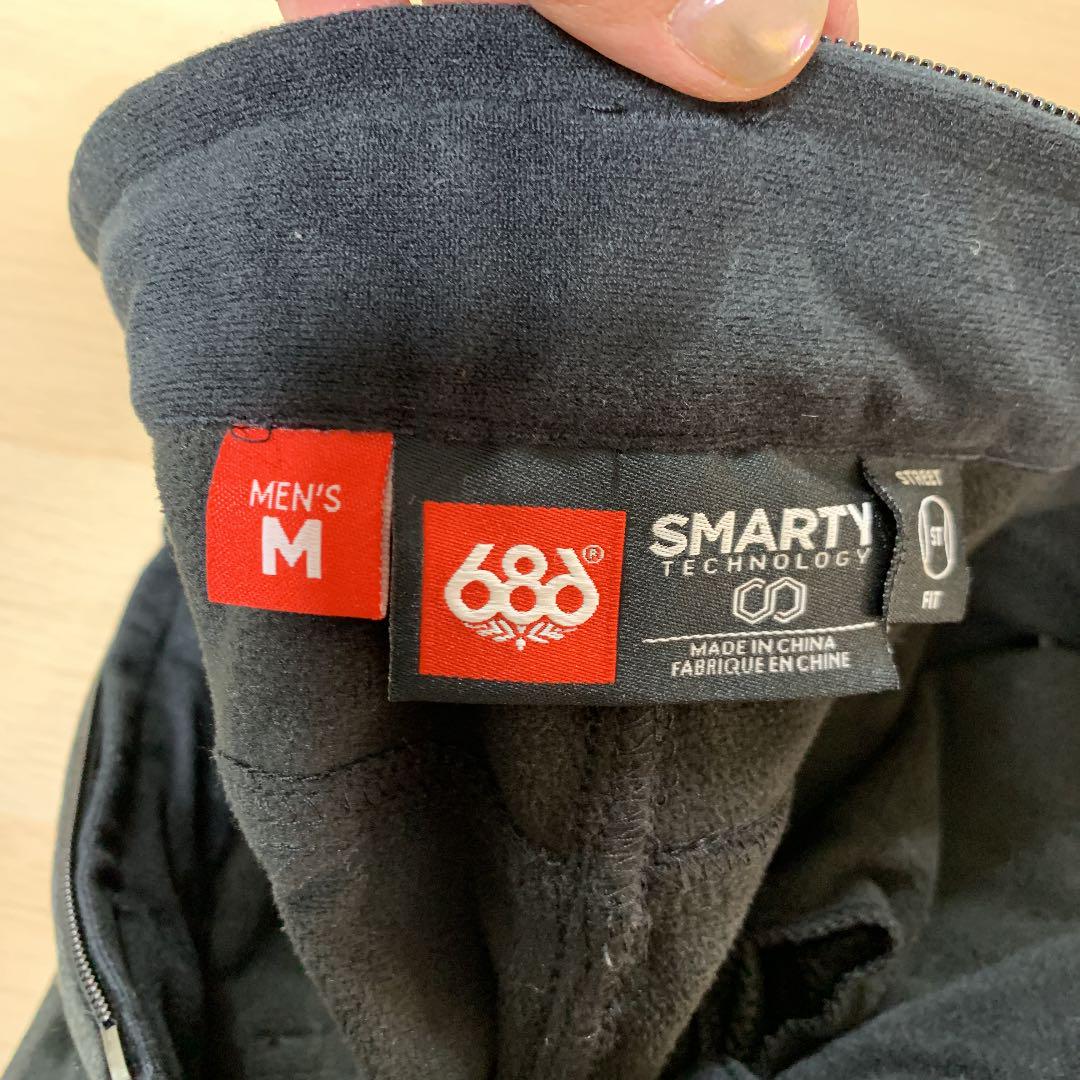 MEN'S
M
686®
SMARTY
TECHNOLOGY
MADE IN CHINA
FABRIQUE EN CHINE
STREET
ST
FIT